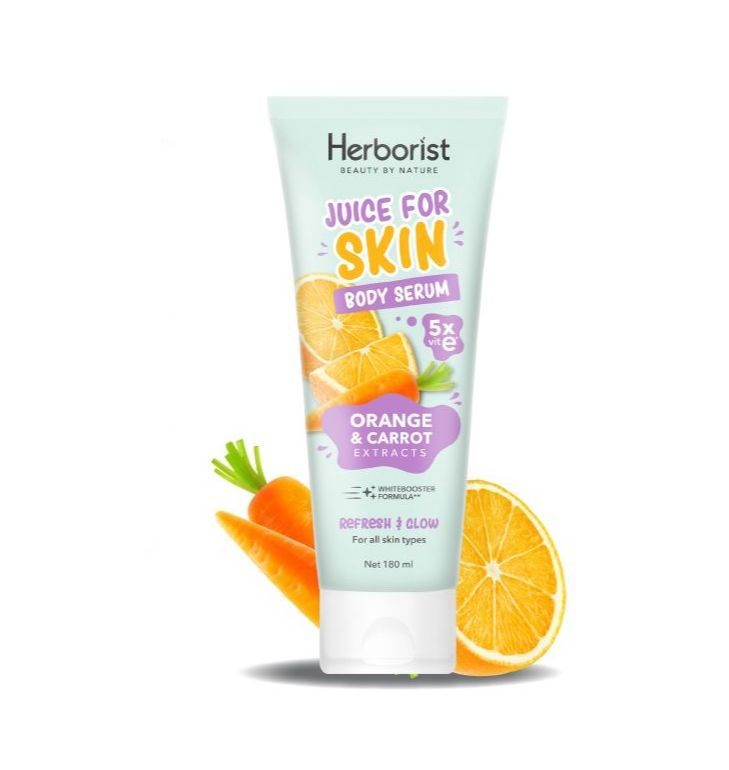 Herborist
BEAUTY BY NATURE
JUICE FOR
SKIN
BODY SERUM
5x
vit e*
ORANGE
& CARROT
EXTRACTS
WHITEBOOSTER
FORMULA**
REFRESH & GLOW
For all skin types
Net 180 ml